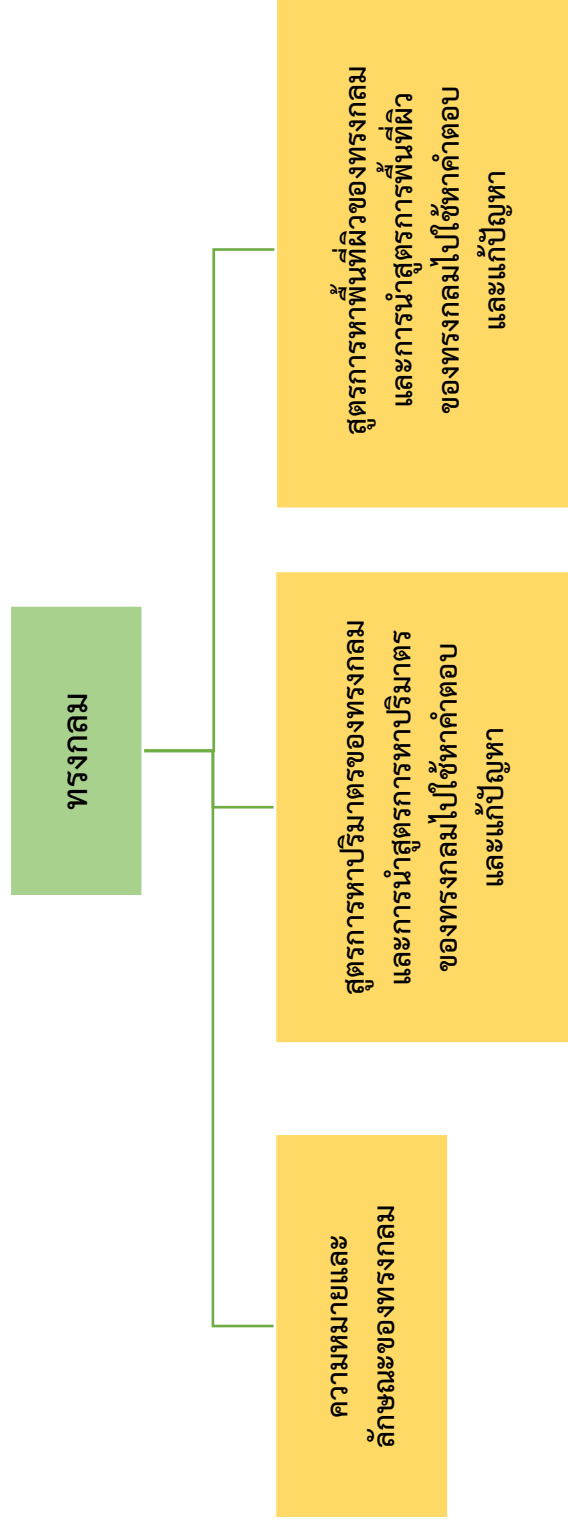 ทรงกลม
ความหมายและ
ลักษณะของทรงกลม
สูตรการหาปริมาตรของทรงกลม
และการนำสูตรการหาปริมาตร
ของทรงกลมไปใช้หาคำตอบ
และแก้ปัญหา
สูตรการหาพื้นที่ผิวของทรงกลม
และการนำสูตรการพื้นที่ผิว
ของทรงกลมไปใช้หาคำตอบ
และแก้ปัญหา